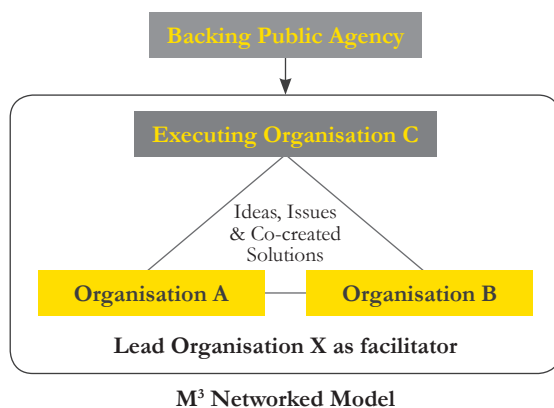 Backing Public Agency
Executing Organisation C
Ideas, Issues
& Co-created
Solutions
Organisation A
Organisation B
Lead Organisation X as facilitator
M³ Networked Model